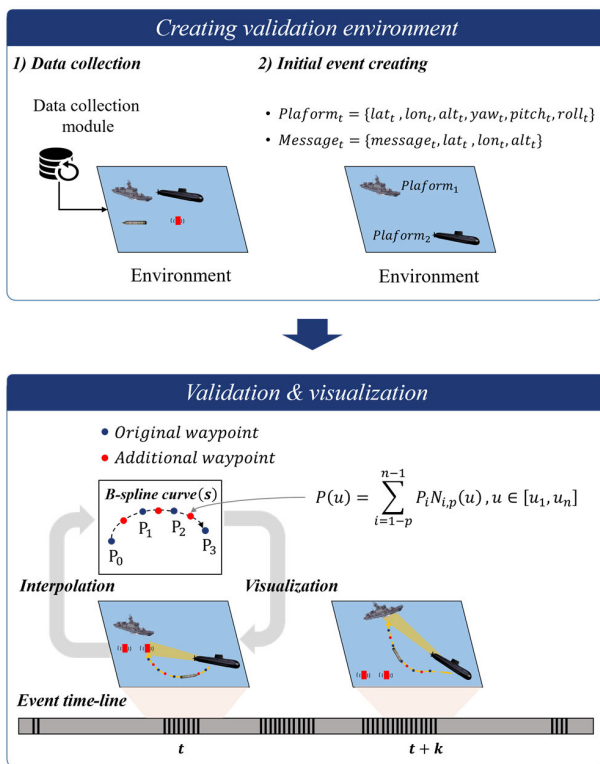 Creating validation environment
1) Data collection
Data collection
module
Environment
2) Initial event creating
• Plaform_t = {lat_t , lon_t, alt_t, yaw_t, pitch_t, roll_t}
• Message_t = {message_t, lat_t , lon_t, alt_t}
Plaform_1
Plaform_2
Environment
Validation & visualization
Original waypoint
Additional waypoint
B-spline curve(s)
P_0 P_1 P_2 P_3
P(u) = \sum_{i=1-p}^{n-1} P_i N_{i,p}(u) , u ∈ [u_1, u_n]
Interpolation
Visualization
Event time-line
t
t + k